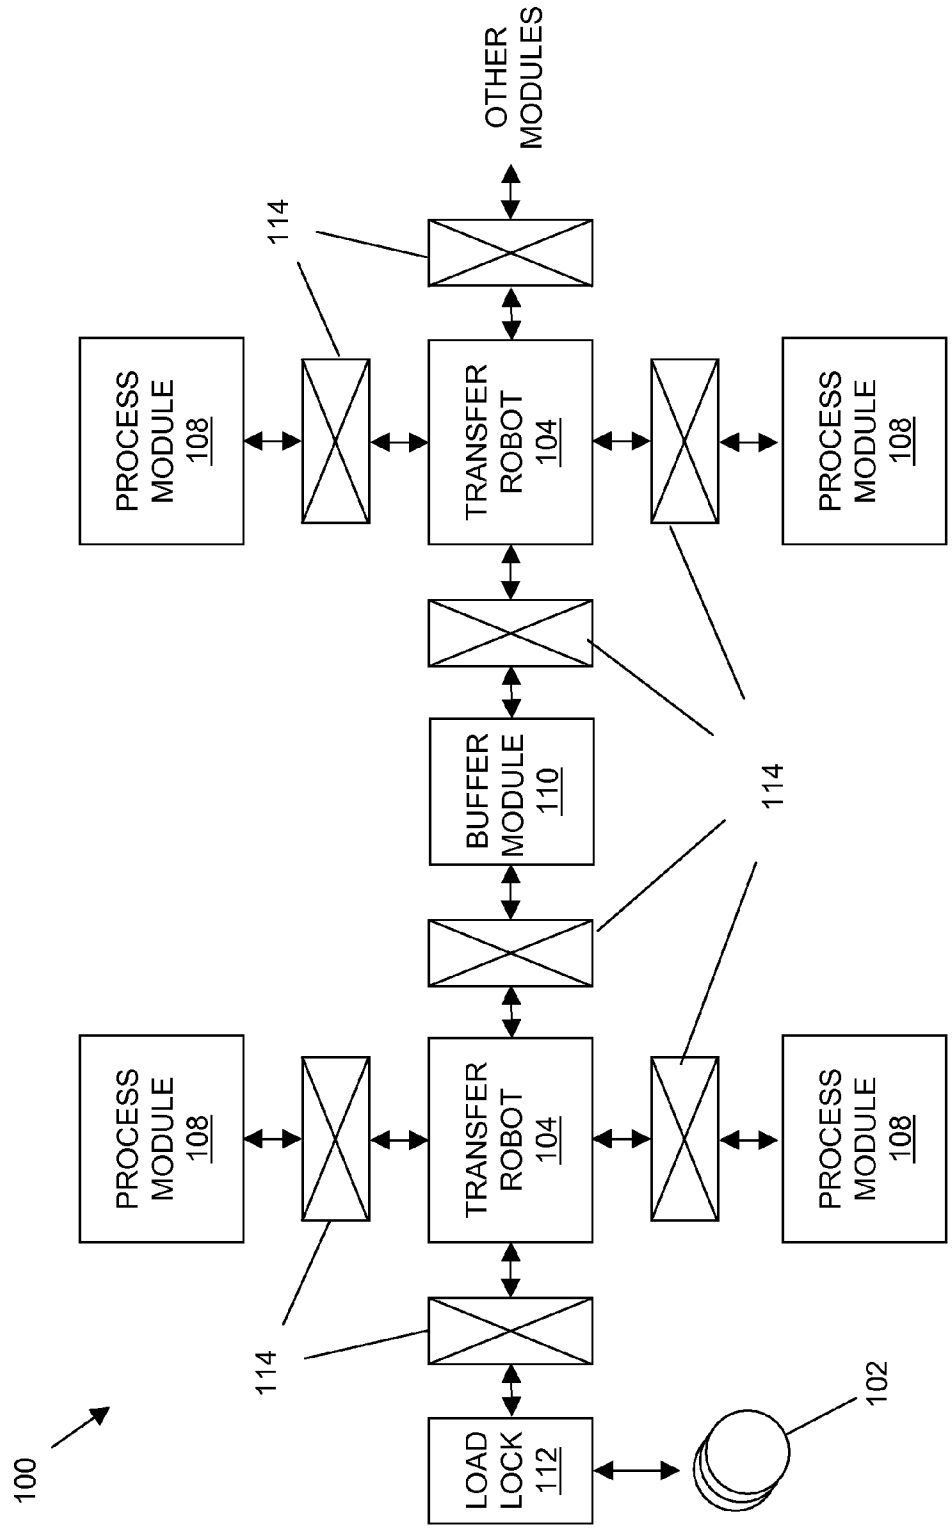 100
PROCESS
MODULE
108
PROCESS
MODULE
108
114
114
LOAD
LOCK
112
TRANSFER
ROBOT
104
BUFFER
MODULE
110
TRANSFER
ROBOT
104
OTHER
MODULES
114
PROCESS
MODULE
108
PROCESS
MODULE
108
102